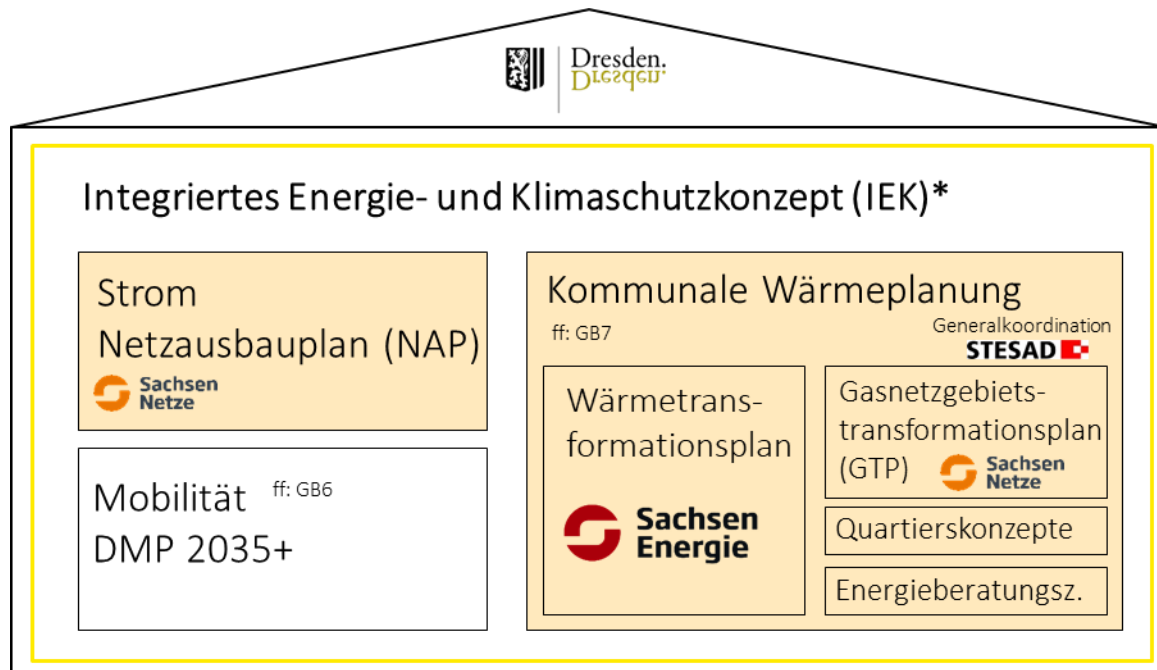 Dresden.
Dresden.
Integriertes Energie- und Klimaschutzkonzept (IEK)*
Strom
Netzausbauplan (NAP)
Sachsen
Netze
Mobilität ff: GB6
DMP 2035+
Kommunale Wärmeplanung
ff: GB7
Generalkoordination
STESAD
Wärmetrans-
formationsplan
Sachsen
Energie
Gasnetzgebiets-
transformationsplan
(GTP)
Sachsen
Netze
Quartierskonzepte
Energieberatungsz.